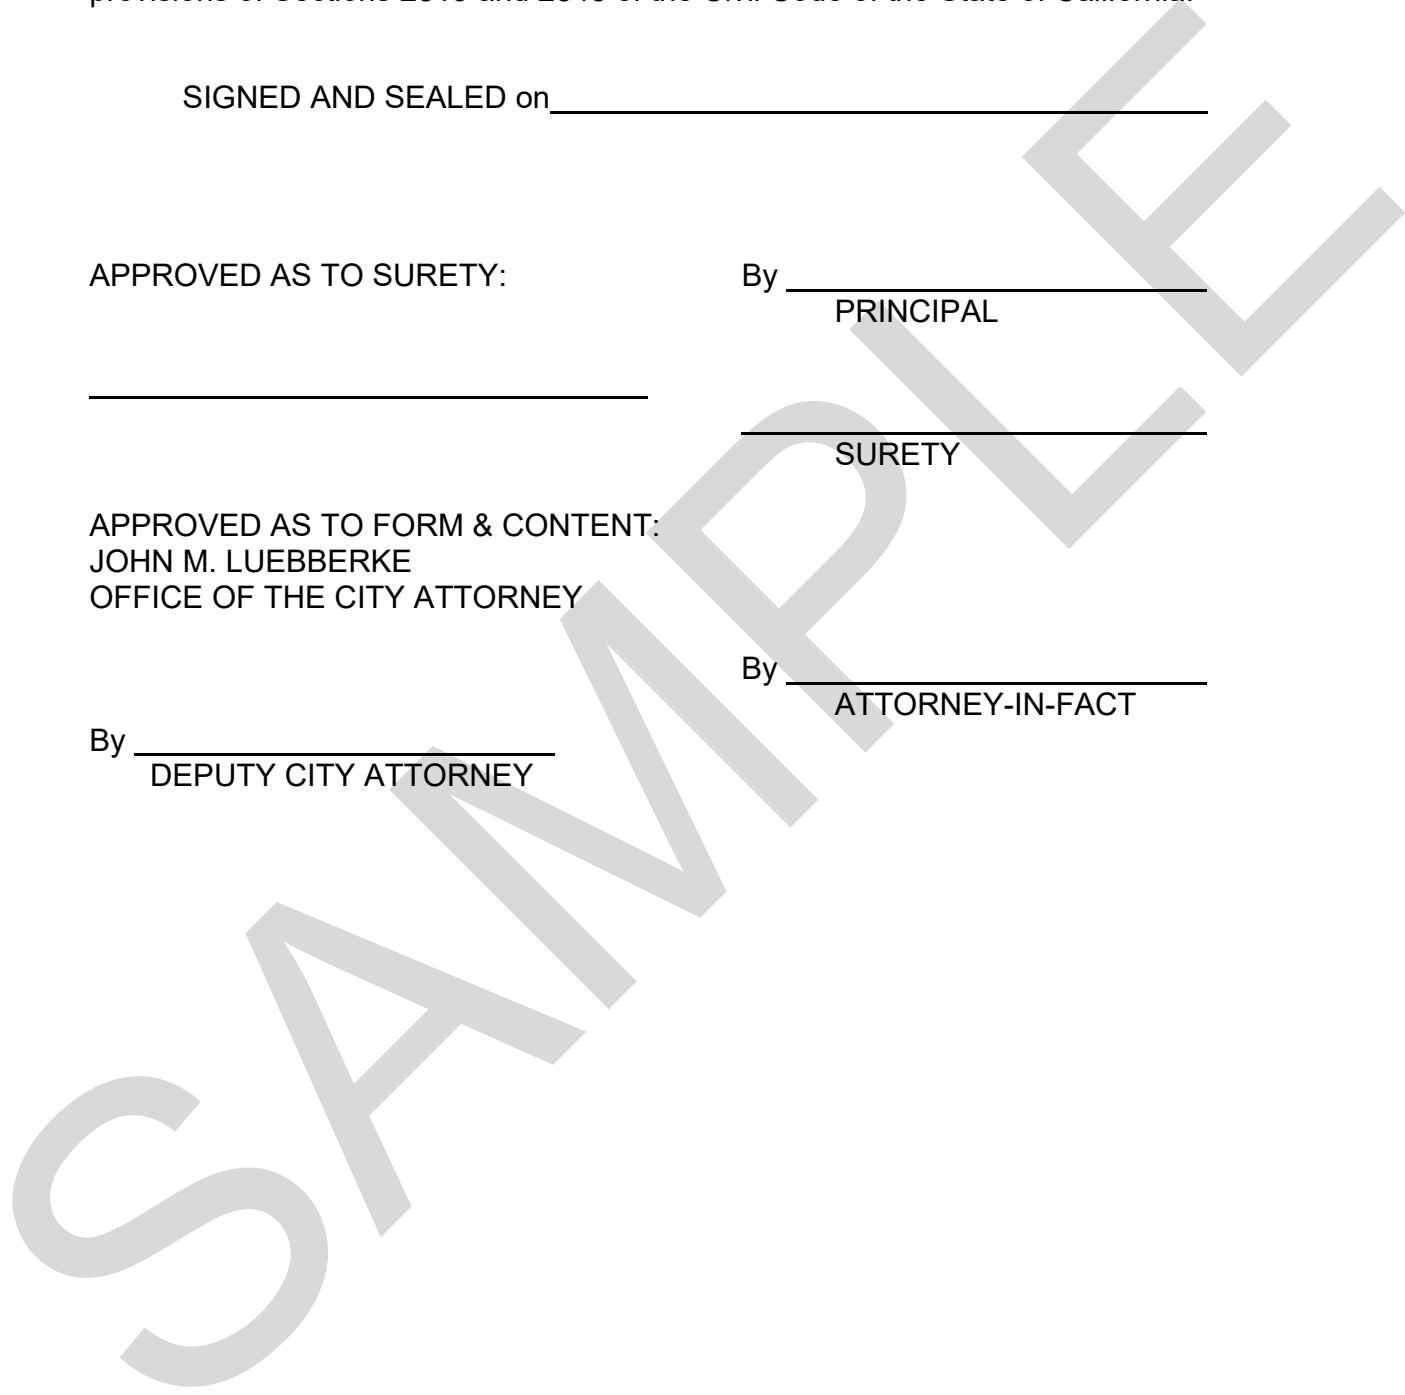 SIGNED AND SEALED on
APPROVED AS TO SURETY:
By
PRINCIPAL
SURETY
APPROVED AS TO FORM & CONTENT:
JOHN M. LUEBBERKE
OFFICE OF THE CITY ATTORNEY
By
ATTORNEY-IN-FACT
By
DEPUTY CITY ATTORNEY
SAMPLE